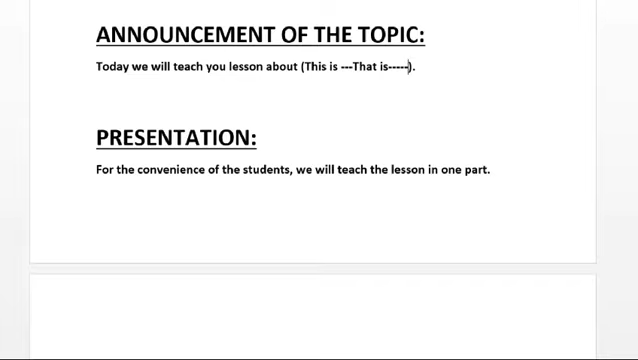 ANNOUNCEMENT OF THE TOPIC:
Today we will teach you lesson about (This is ---That is-----).
PRESENTATION:
For the convenience of the students, we will teach the lesson in one part.